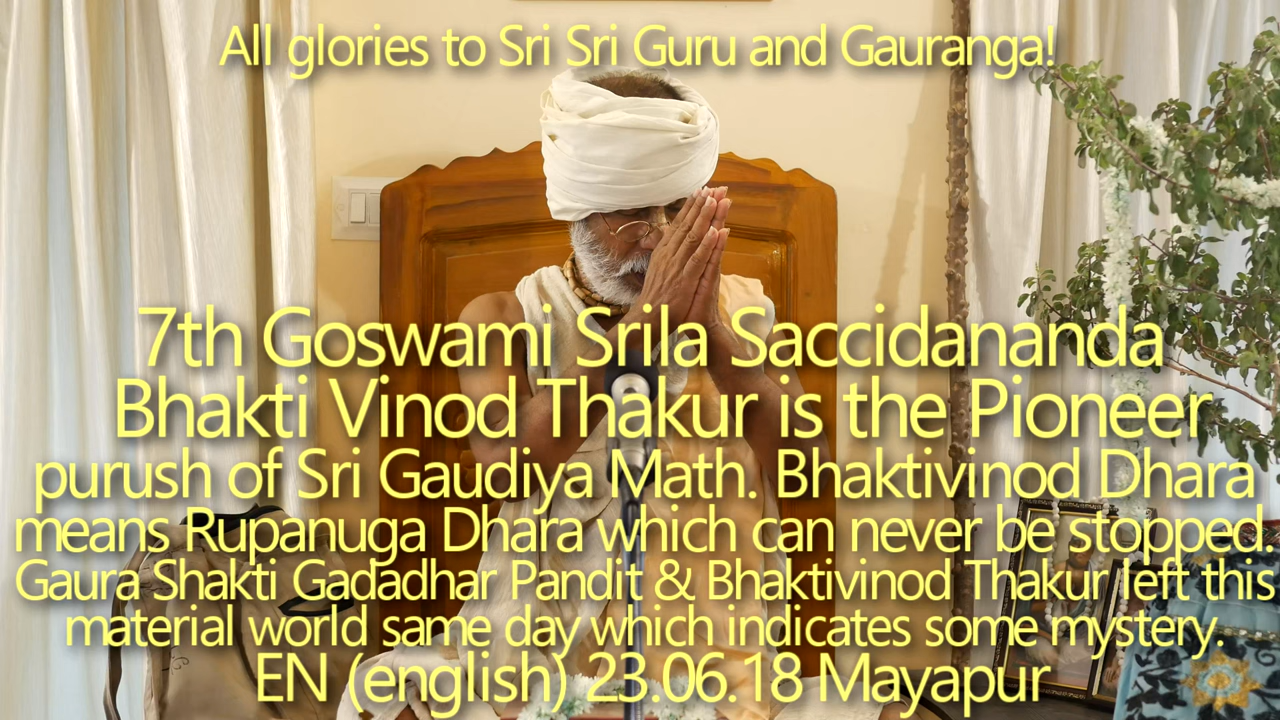 All glories to Sri Sri Guru and Gauranga!
7th Goswami Srila Saccidananda
Bhakti Vinod Thakur is the Pioneer
purush of Sri Gaudiya Math. Bhaktivinod Dhara
means Rupanuga Dhara which can never be stopped.
Gaura Shakti Gadadhar Pandit & Bhaktivinod Thakur left this
material world same day which indicates some mystery.
EN (english) 23.06.18 Mayapur